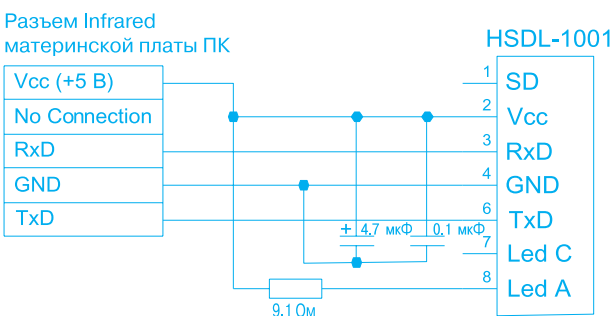 Разъем Infrared
материнской платы ПК
HSDL-1001
Vcc (+5 В)
No Connection
RxD
GND
TxD
1 SD
2 Vcc
3 RxD
4 GND
6 TxD
7 Led C
8 Led A
+ 4.7 мкФ 0.1 мкФ
9.1 Ом